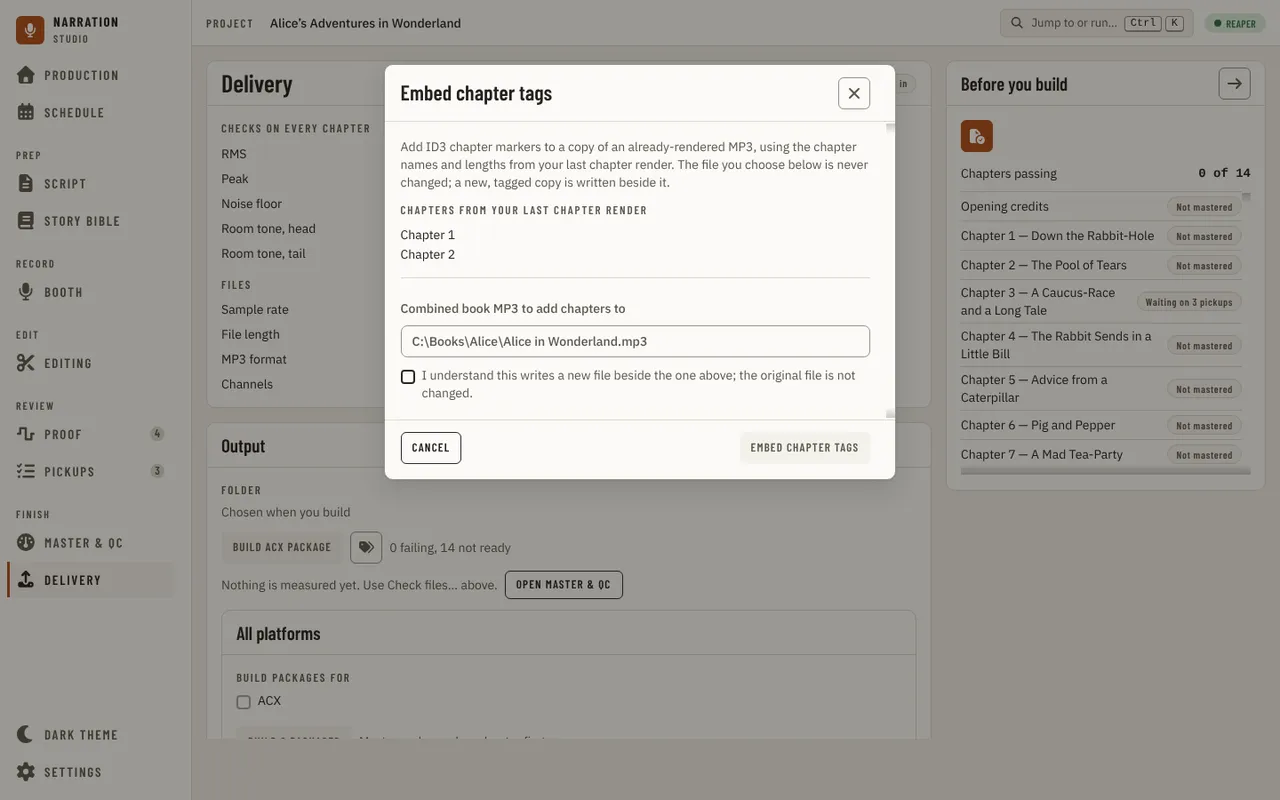 NARRATION
STUDIO
PRODUCTION
SCHEDULE
PREP
SCRIPT
STORY BIBLE
RECORD
BOOTH
EDIT
EDITING
REVIEW
PROOF 4
PICKUPS 3
FINISH
MASTER & QC
DELIVERY
DARK THEME
SETTINGS
PROJECT Alice's Adventures in Wonderland
Jump to or run… Ctrl K
REAPER
Delivery
in
CHECKS ON EVERY CHAPTER
RMS
Peak
Noise floor
Room tone, head
Room tone, tail
FILES
Sample rate
File length
MP3 format
Channels
Embed chapter tags
Add ID3 chapter markers to a copy of an already-rendered MP3, using the chapter
names and lengths from your last chapter render. The file you choose below is never
changed; a new, tagged copy is written beside it.
CHAPTERS FROM YOUR LAST CHAPTER RENDER
Chapter 1
Chapter 2
Combined book MP3 to add chapters to
C:\Books\Alice\Alice in Wonderland.mp3
I understand this writes a new file beside the one above; the original file is not
changed.
CANCEL
EMBED CHAPTER TAGS
Output
FOLDER
Chosen when you build
BUILD ACX PACKAGE
0 failing, 14 not ready
Nothing is measured yet. Use Check files… above.
OPEN MASTER & QC
All platforms
BUILD PACKAGES FOR
ACX
Before you build
Chapters passing 0 of 14
Opening credits Not mastered
Chapter 1 — Down the Rabbit-Hole Not mastered
Chapter 2 — The Pool of Tears Not mastered
Chapter 3 — A Caucus-Race
and a Long Tale
Waiting on 3 pickups
Chapter 4 — The Rabbit Sends in a
Little Bill
Not mastered
Chapter 5 — Advice from a
Caterpillar
Not mastered
Chapter 6 — Pig and Pepper Not mastered
Chapter 7 — A Mad Tea-Party Not mastered